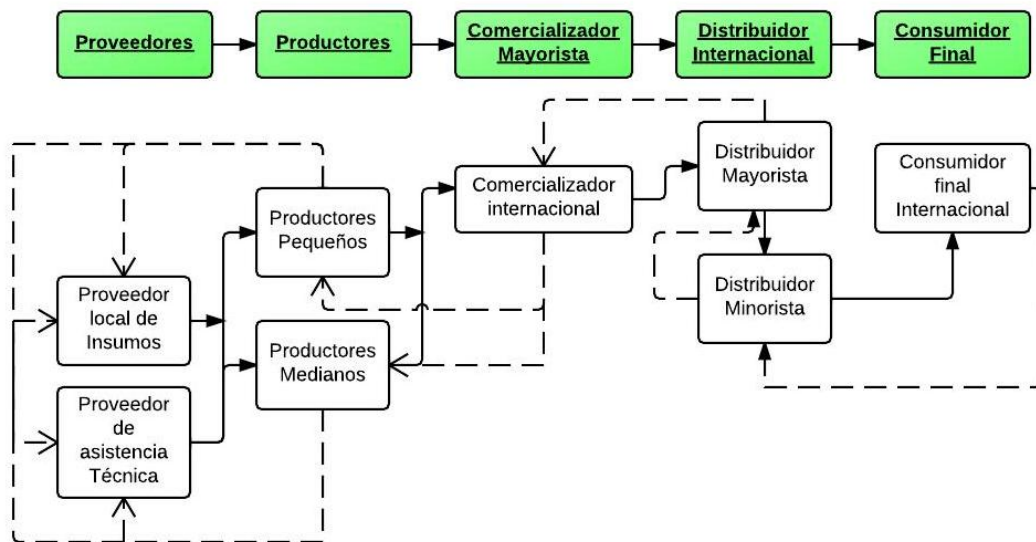 Proveedores
Productores
Comercializador
Mayorista
Distribuidor
Internacional
Consumidor
Final
Proveedor
local de
Insumos
Proveedor
de
asistencia
Técnica
Productores
Pequeños
Productores
Medianos
Comercializador
internacional
Distribuidor
Mayorista
Distribuidor
Minorista
Consumidor
final
Internacional